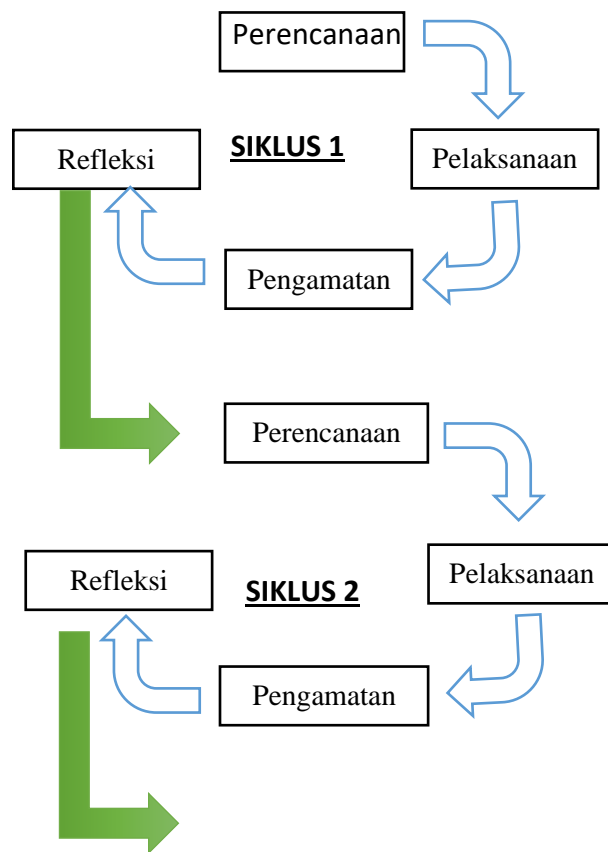 Perencanaan
Refleksi
SIKLUS 1
Pelaksanaan
Pengamatan
Perencanaan
Refleksi
SIKLUS 2
Pelaksanaan
Pengamatan